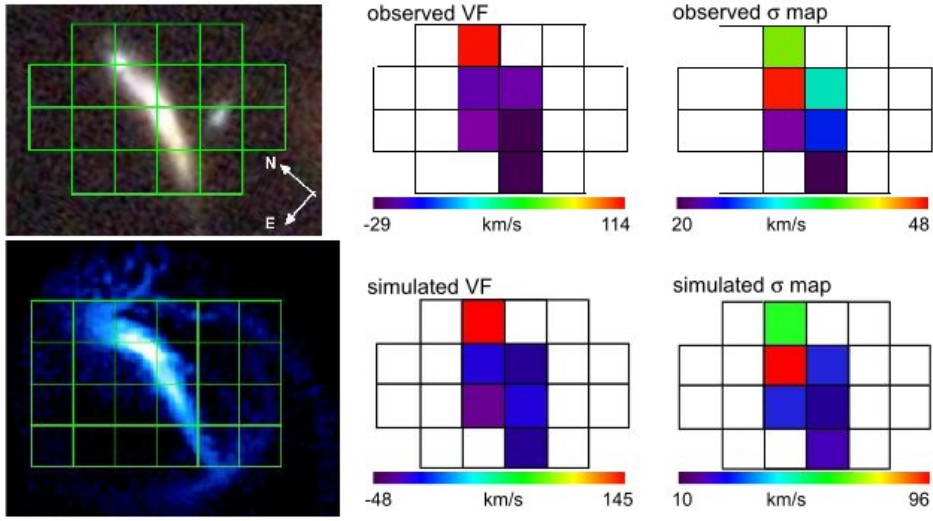 observed VF
observed σ map
N
E
-29 km/s 114
20 km/s 48
simulated VF
simulated σ map
-48 km/s 145
10 km/s 96